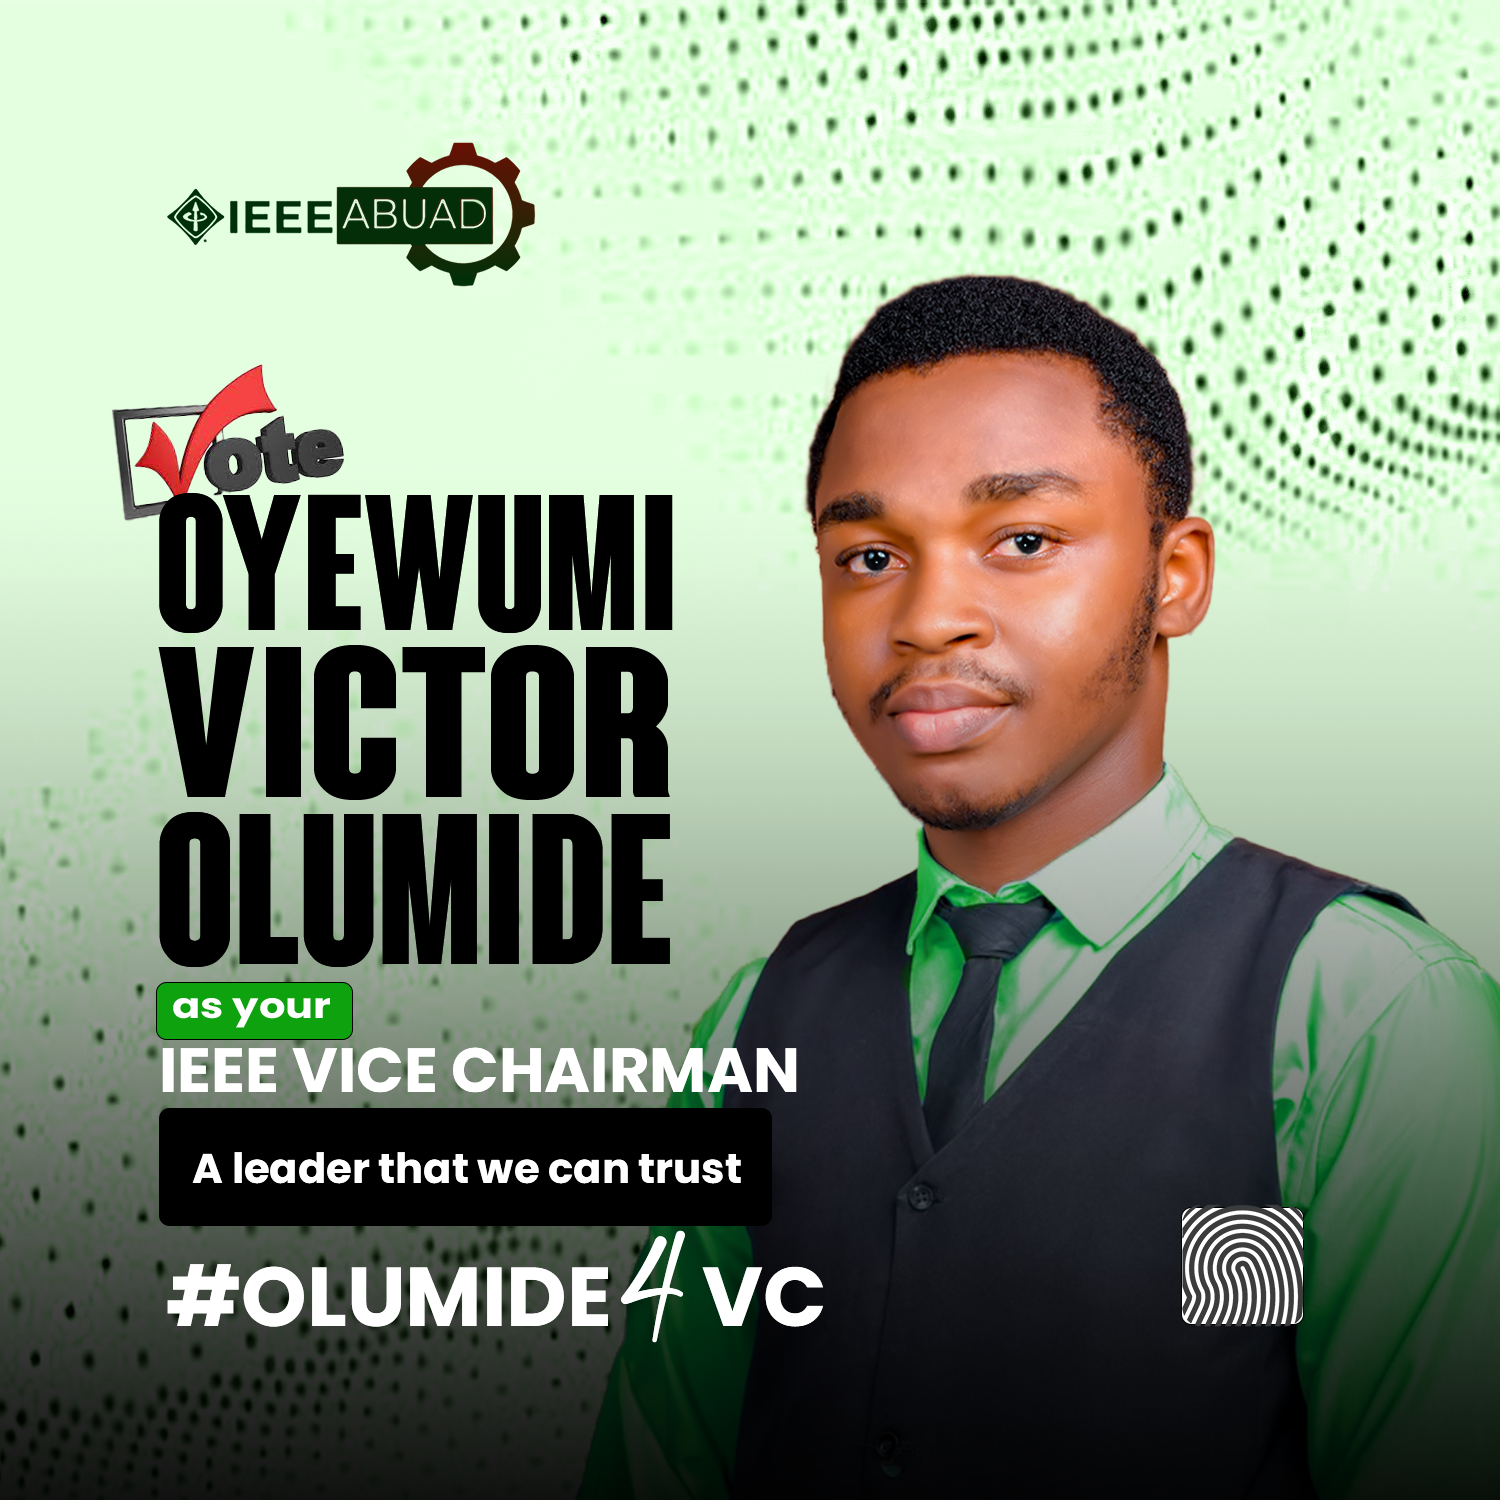 IEEE ABUAD
Vote
OYEWUMI
VICTOR
OLUMIDE
as your
IEEE VICE CHAIRMAN
A leader that we can trust
#OLUMIDE 4 VC